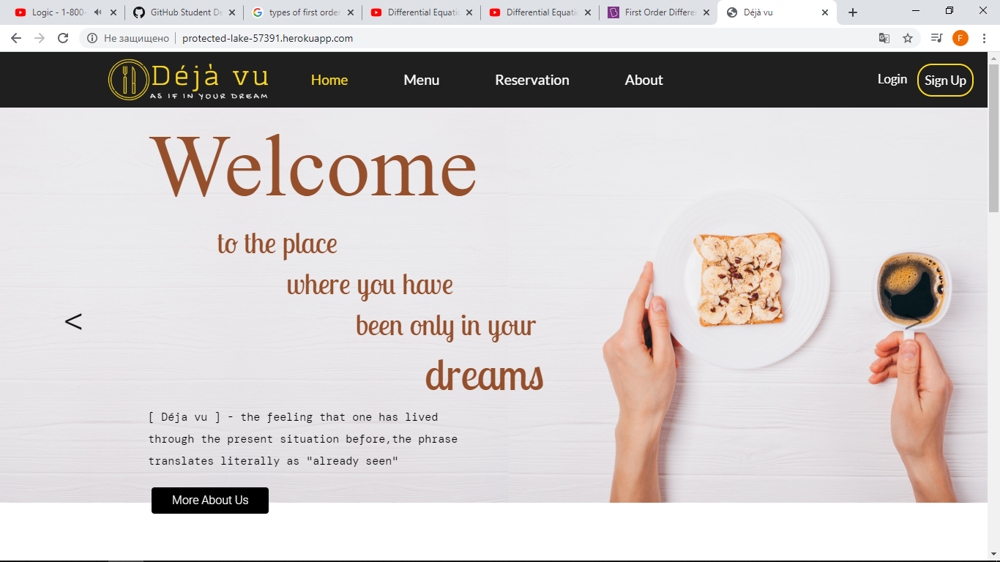 Logic - 1-800-
GitHub Student De
types of first order
Differential Equati
Differential Equati
First Order Differe
Déjà vu
Не защищено
protected-lake-57391.herokuapp.com
F
Déjà vu
AS IF IN YOUR DREAM
Home
Menu
Reservation
About
Login
Sign Up
Welcome
to the place
where you have
been only in your
dreams
<
>
[ Déja vu ] - the feeling that one has lived
through the present situation before,the phrase
translates literally as "already seen"
More About Us